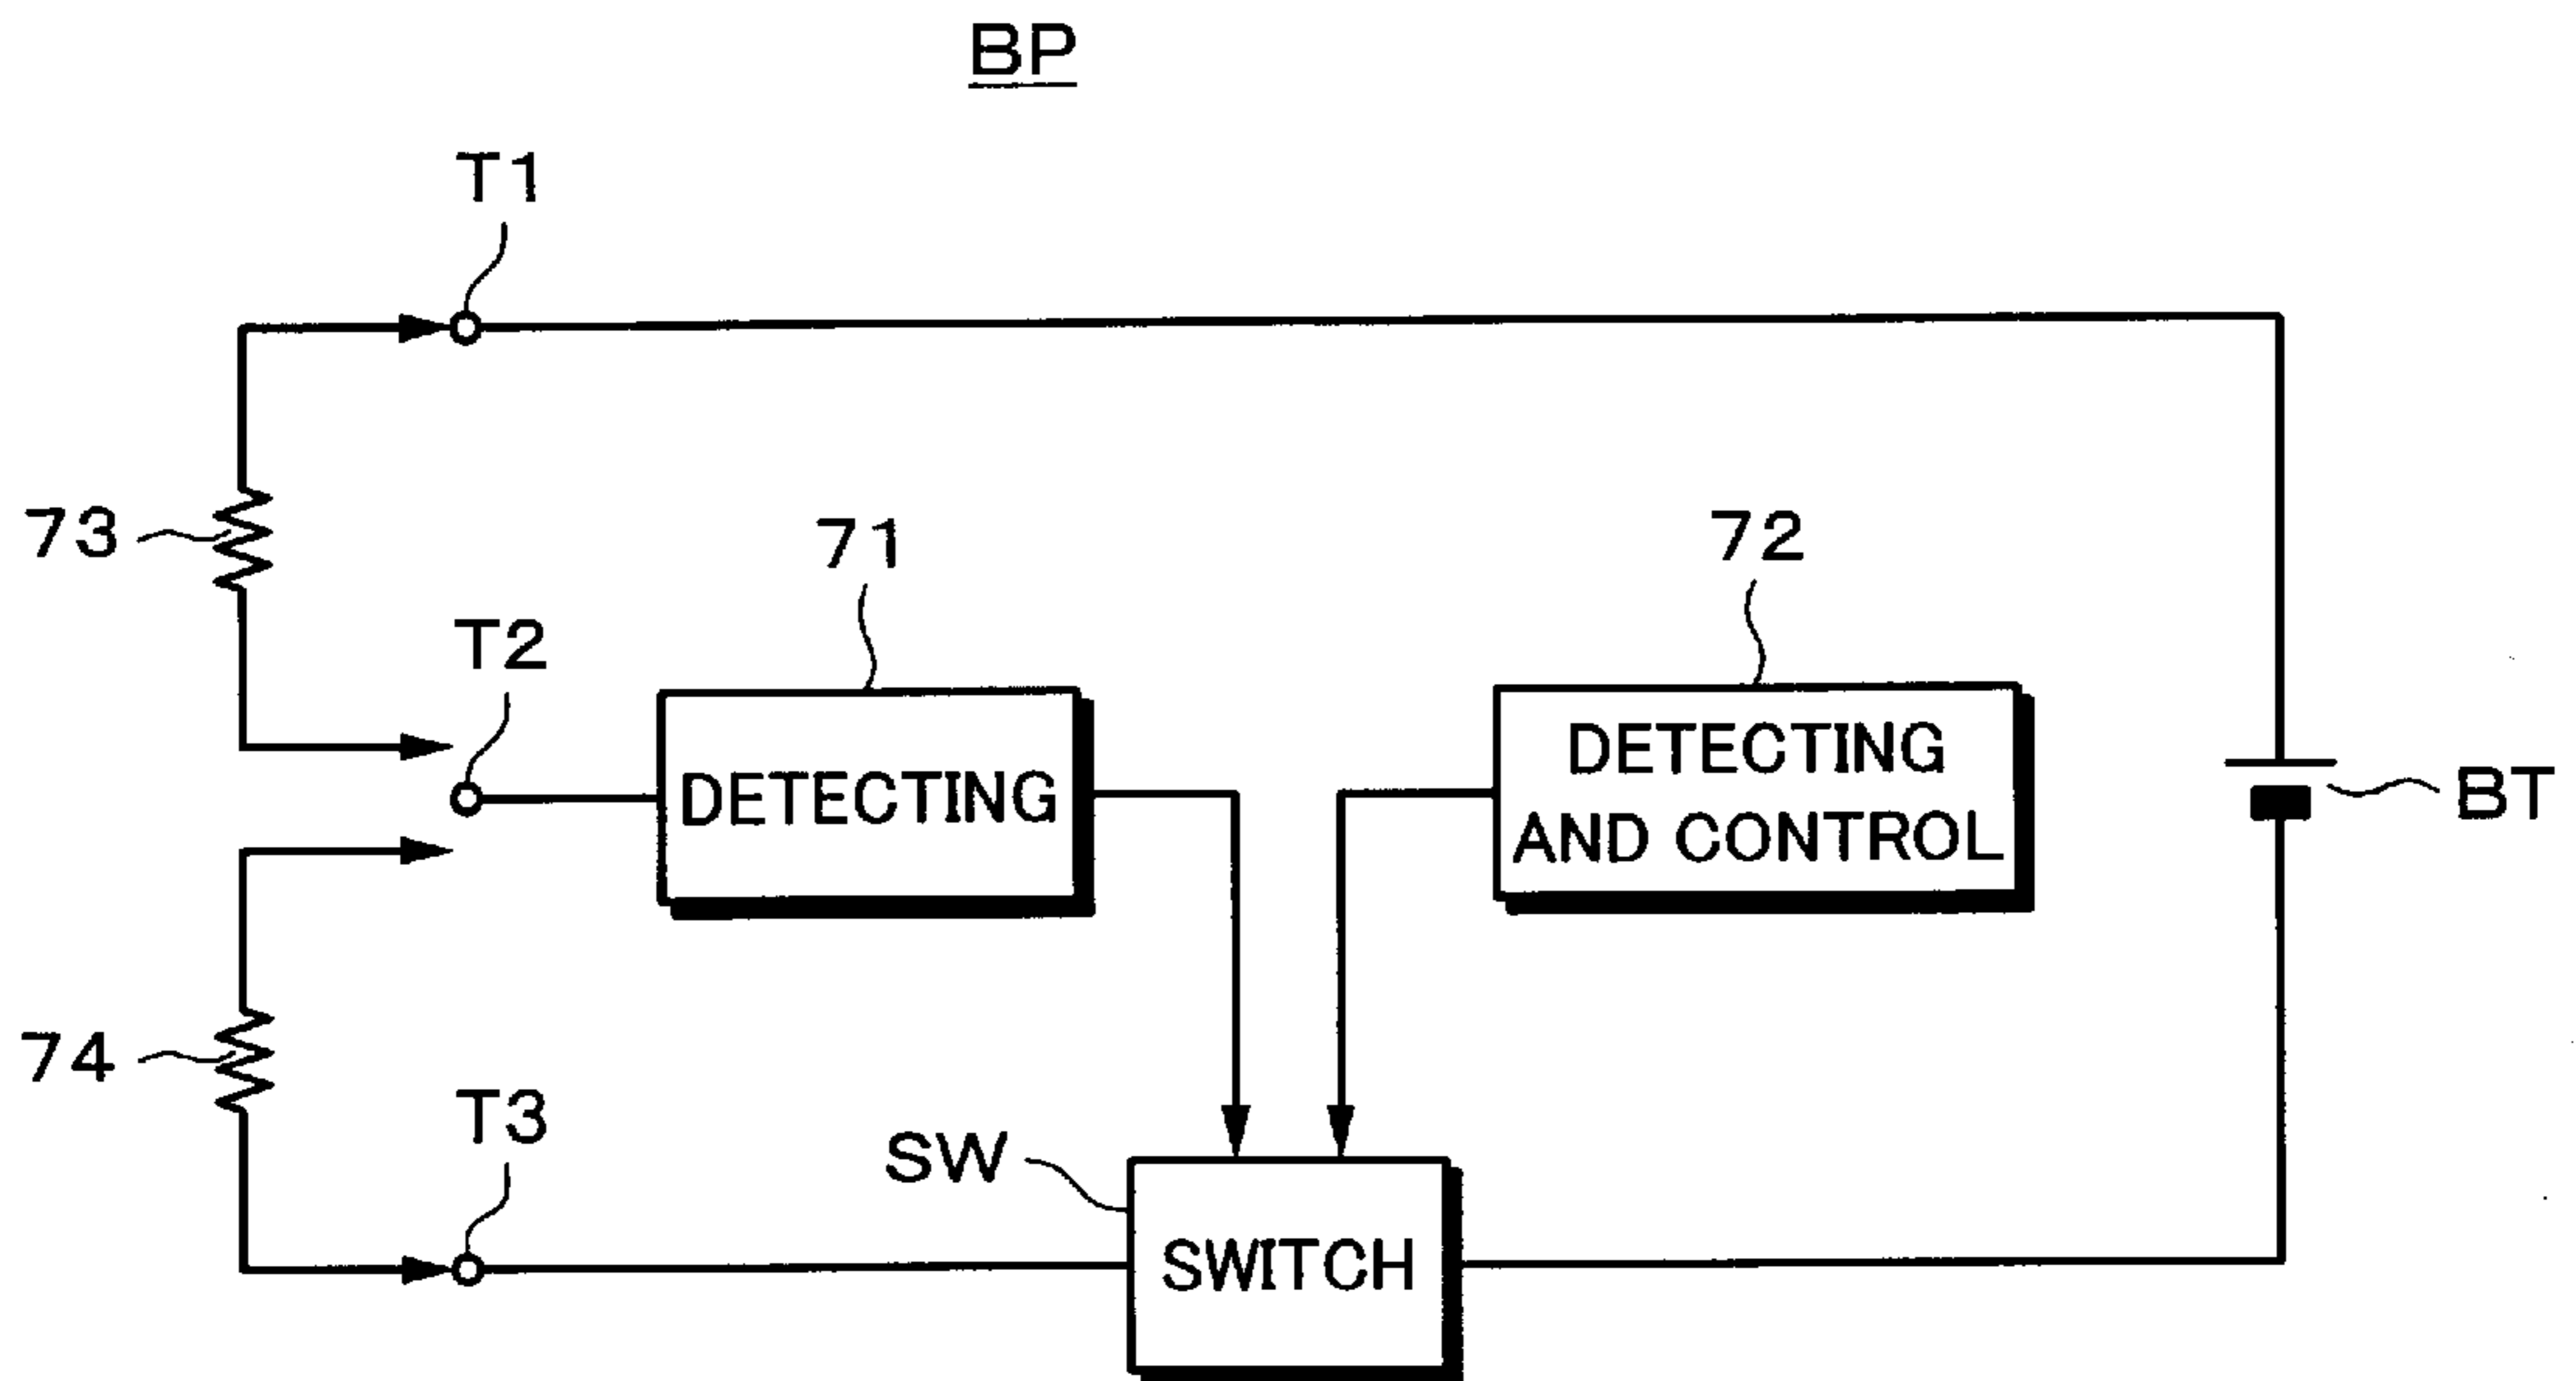 BP
T1
73
71
72
T2
DETECTING
DETECTING
AND CONTROL
BT
74
T3
SW
SWITCH